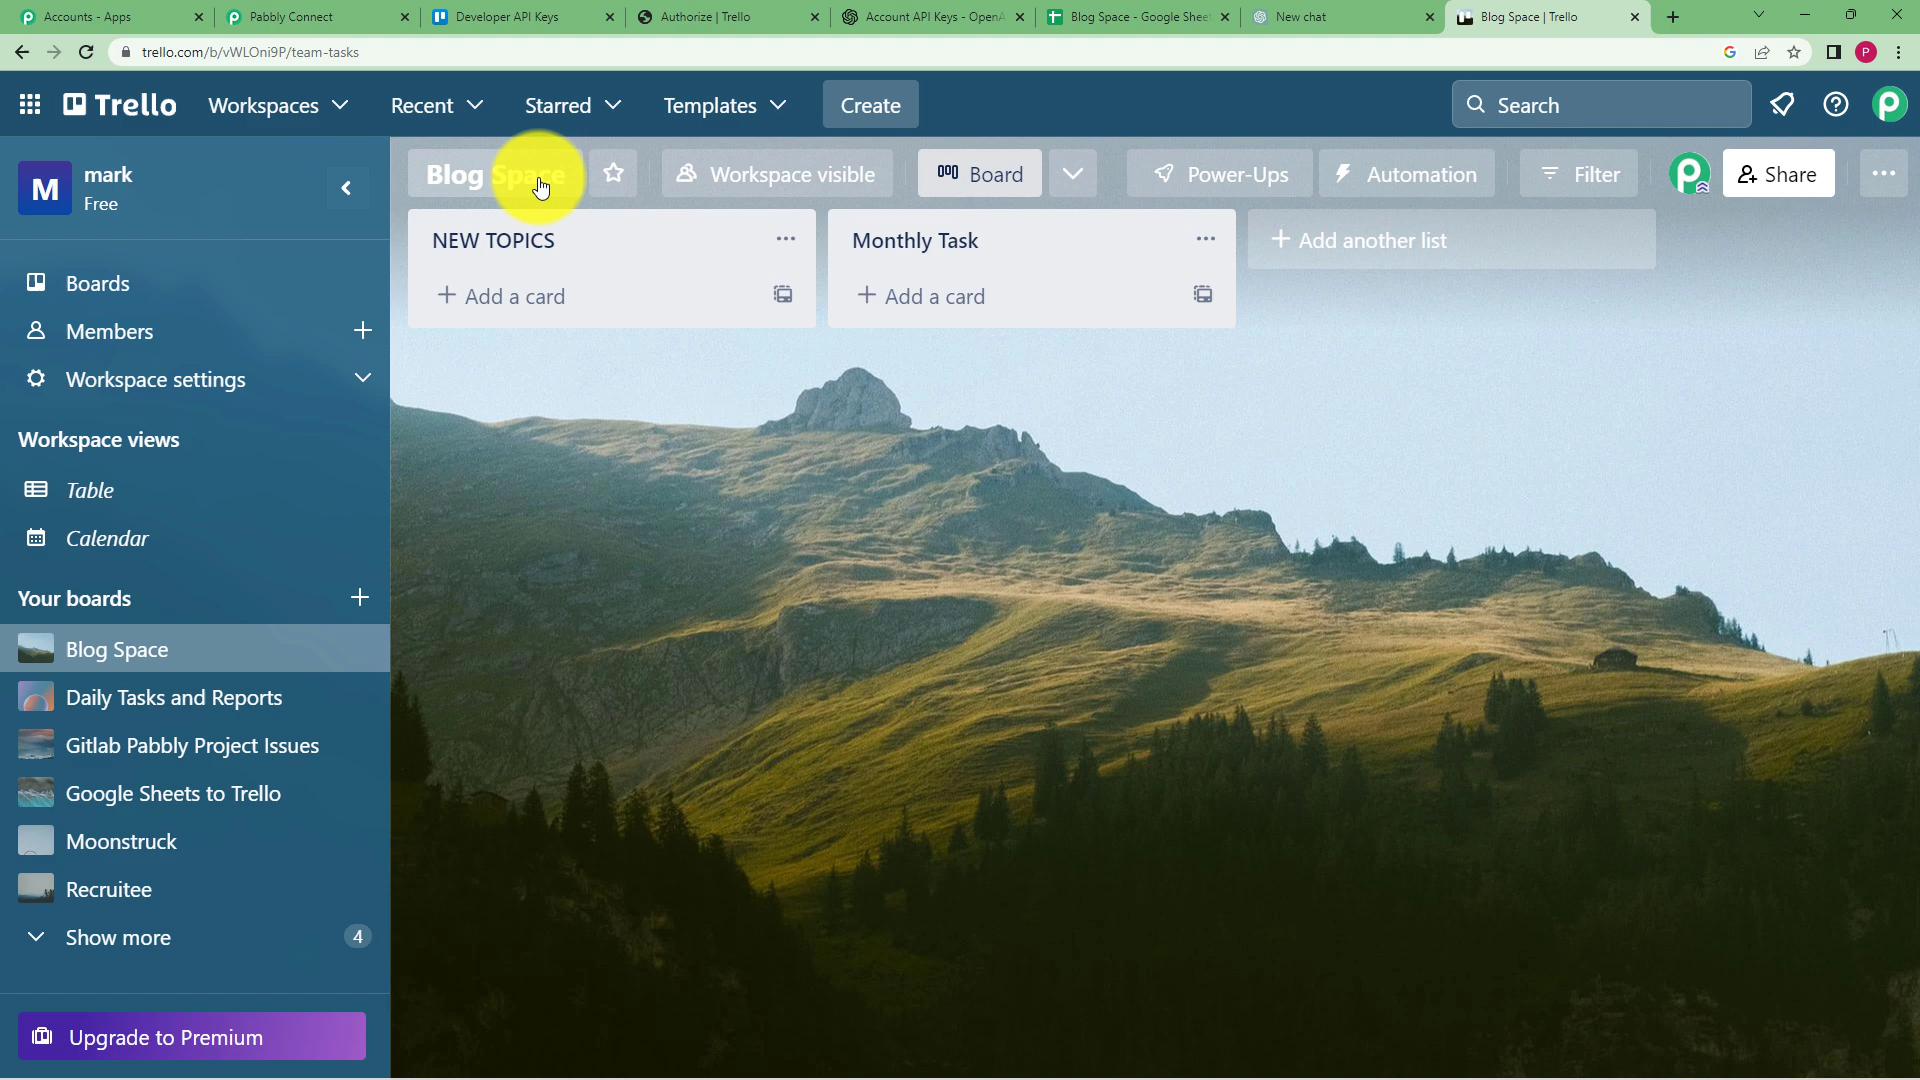 Accounts - Apps
Pabbly Connect
Developer API Keys
Authorize | Trello
Account API Keys - OpenA
Blog Space - Google Sheet
New chat
Blog Space | Trello
trello.com/b/vWLOni9P/team-tasks
G
P
Trello
Workspaces
Recent
Starred
Templates
Create
Search
M
mark
Free
Blog Space
Workspace visible
Board
Power-Ups
Automation
Filter
Share
NEW TOPICS
Add a card
Monthly Task
Add a card
Add another list
Boards
Members
Workspace settings
Workspace views
Table
Calendar
Your boards
Blog Space
Daily Tasks and Reports
Gitlab Pabbly Project Issues
Google Sheets to Trello
Moonstruck
Recruitee
Show more
4
Upgrade to Premium